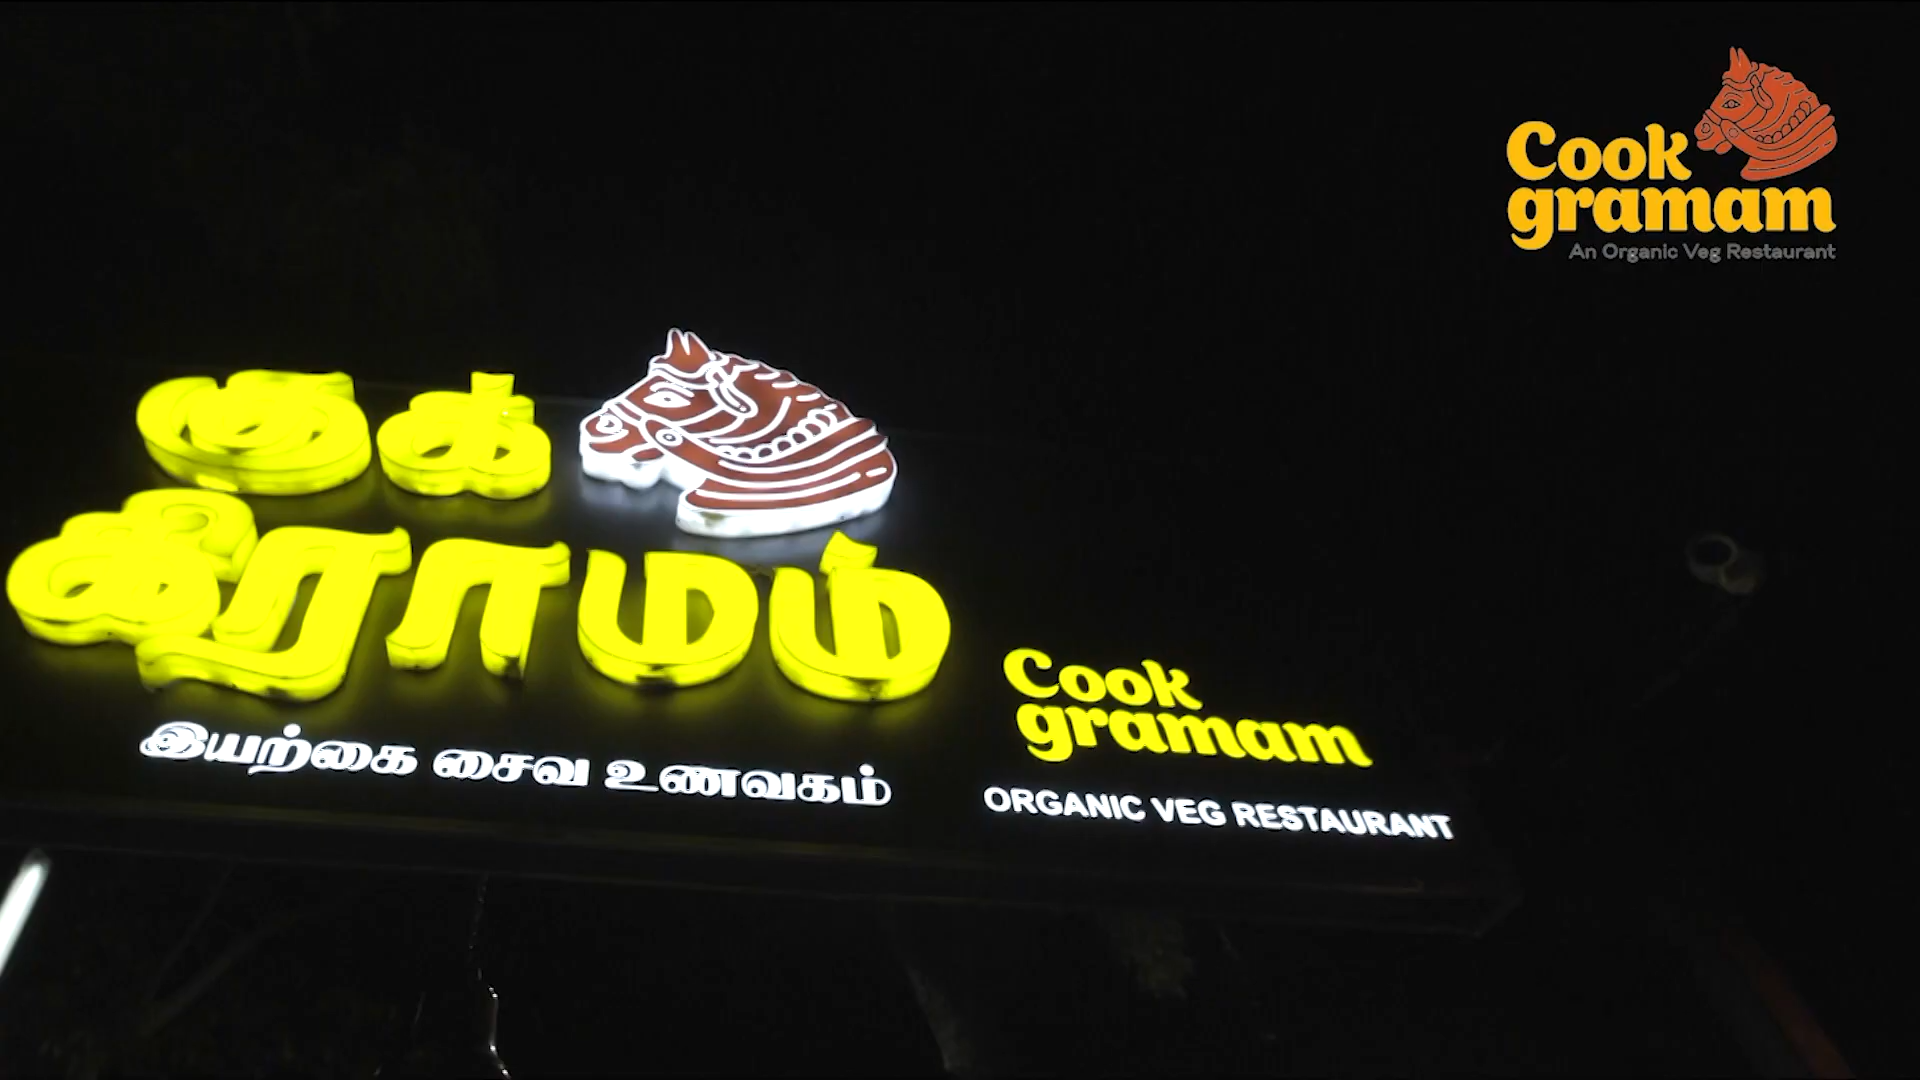 Cook
gramam
An Organic Veg Restaurant
குக்
கிராமம்
இயற்கை சைவ உணவகம்
Cook
gramam
ORGANIC VEG RESTAURANT